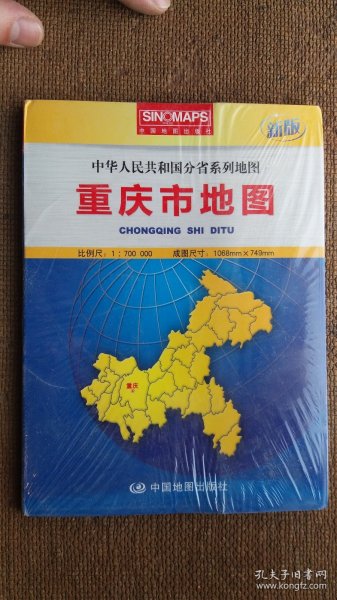 SINOMAPS
中国地图出版社
新版
中华人民共和国分省系列地图
重庆市地图
CHONGQING SHI DITU
比例尺：1：700 000 成图尺寸：1068mm×749mm
重庆
中国地图出版社
孔夫子旧书网
www.kongfz.com